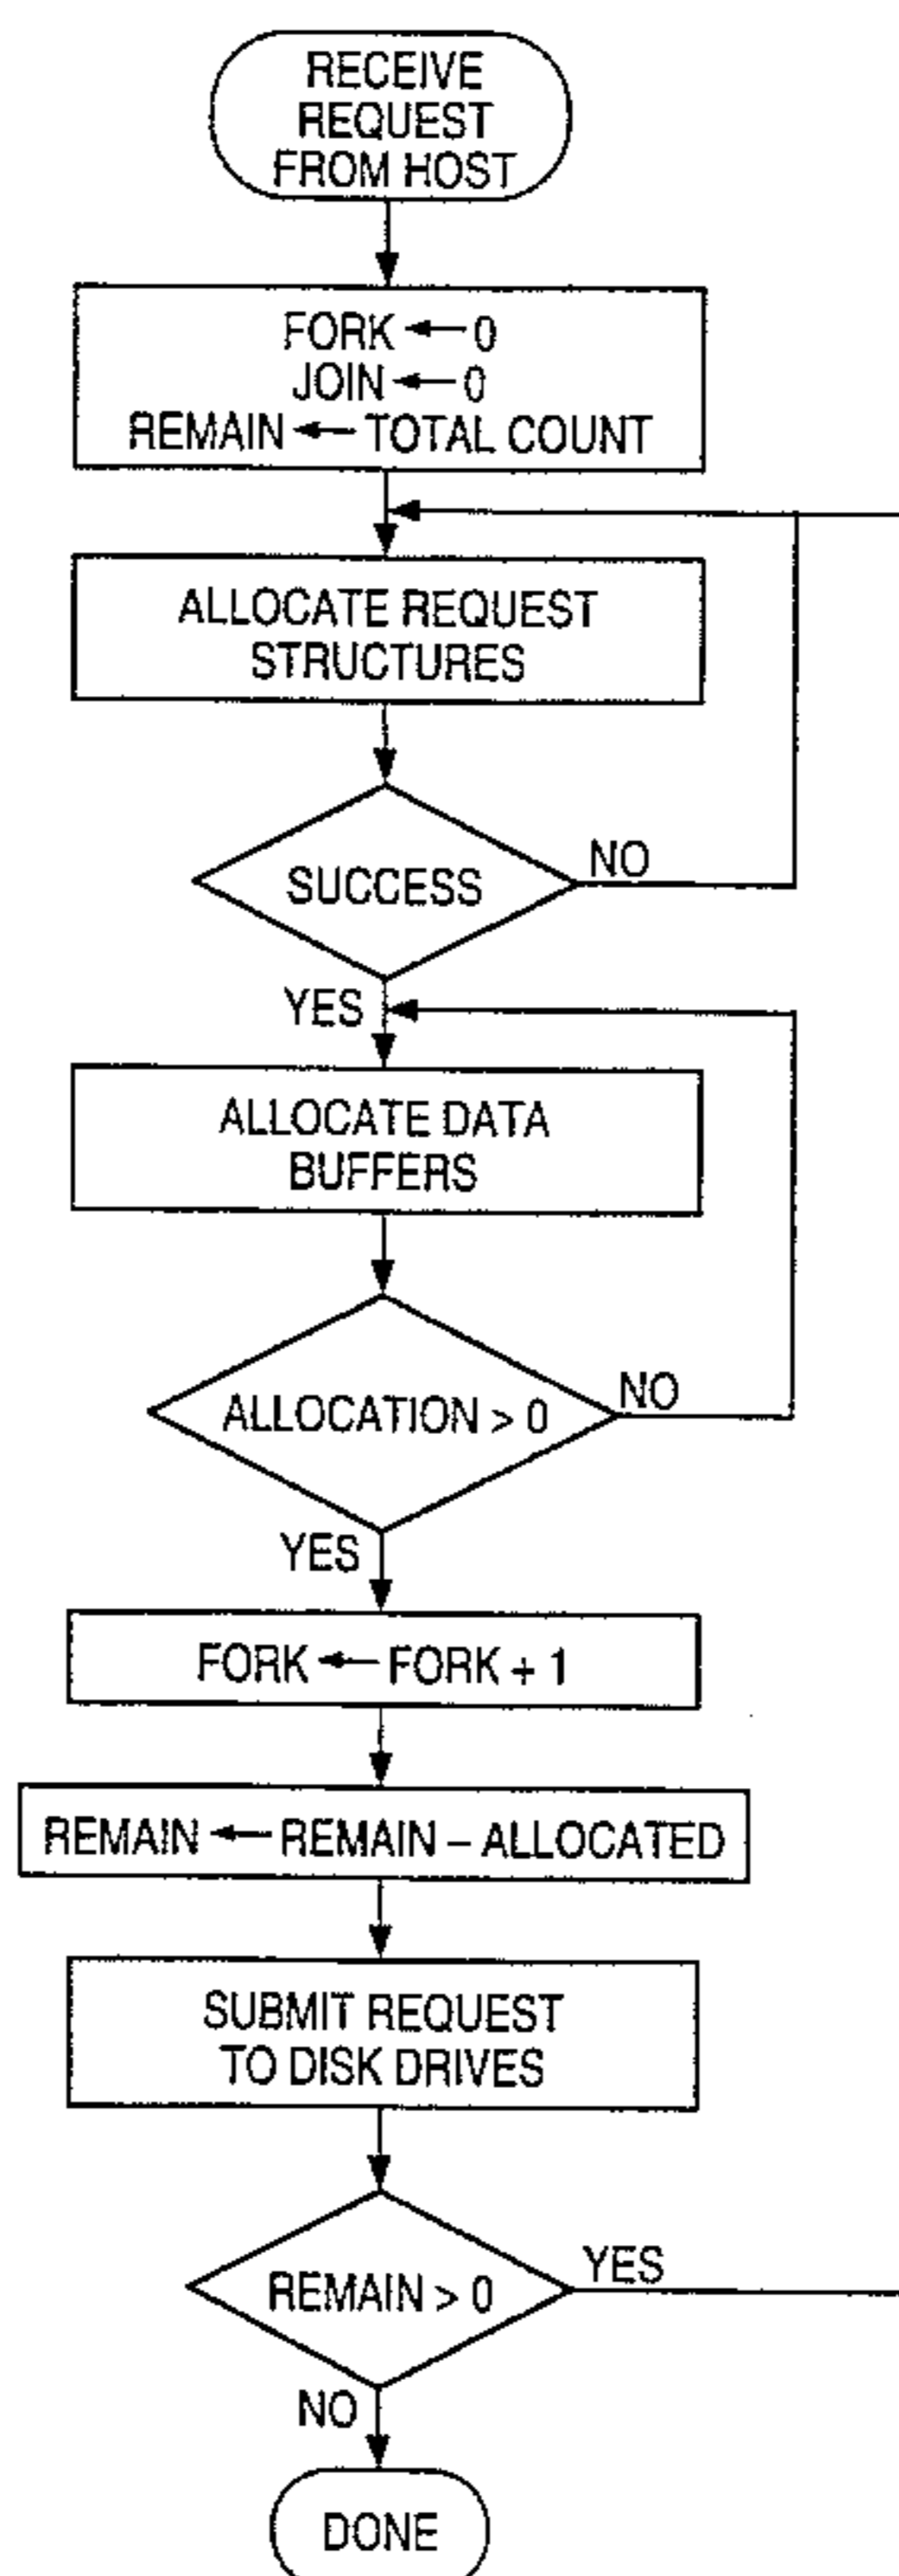 RECEIVE
REQUEST
FROM HOST
FORK ← 0
JOIN ← 0
REMAIN ← TOTAL COUNT
ALLOCATE REQUEST
STRUCTURES
SUCCESS
NO
YES
ALLOCATE DATA
BUFFERS
ALLOCATION > 0
NO
YES
FORK ← FORK + 1
REMAIN ← REMAIN – ALLOCATED
SUBMIT REQUEST
TO DISK DRIVES
REMAIN > 0
YES
NO
DONE